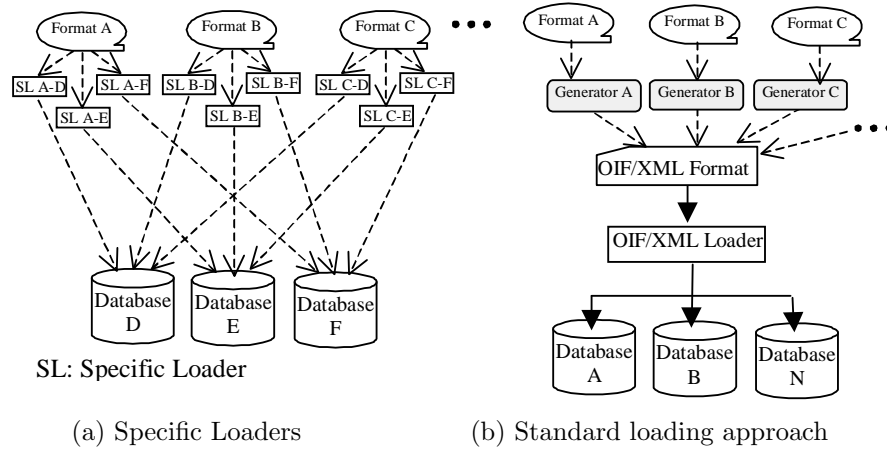 Format A
Format B
Format C
SL A-D
SL A-F
SL B-D
SL B-F
SL C-D
SL C-F
SL A-E
SL B-E
SL C-E
Database
D
Database
E
Database
F
SL: Specific Loader
(a) Specific Loaders
Format A
Format B
Format C
Generator A
Generator B
Generator C
OIF/XML Format
OIF/XML Loader
Database
A
Database
B
Database
N
(b) Standard loading approach